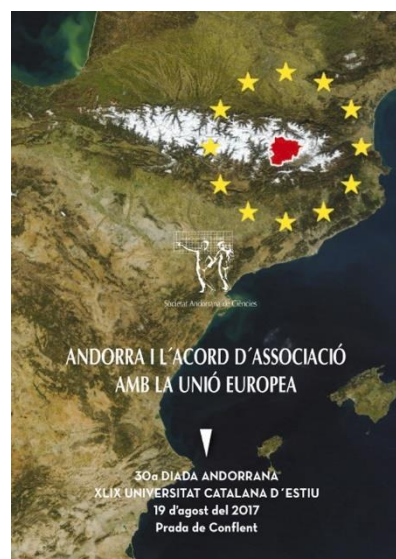 Societat Andorrana de Ciències
ANDORRA I L´ACORD D´ASSOCIACIÓ
AMB LA UNIÓ EUROPEA
30a DIADA ANDORRANA
XLIX UNIVERSITAT CATALANA D´ESTIU
19 d'agost del 2017
Prada de Conflent